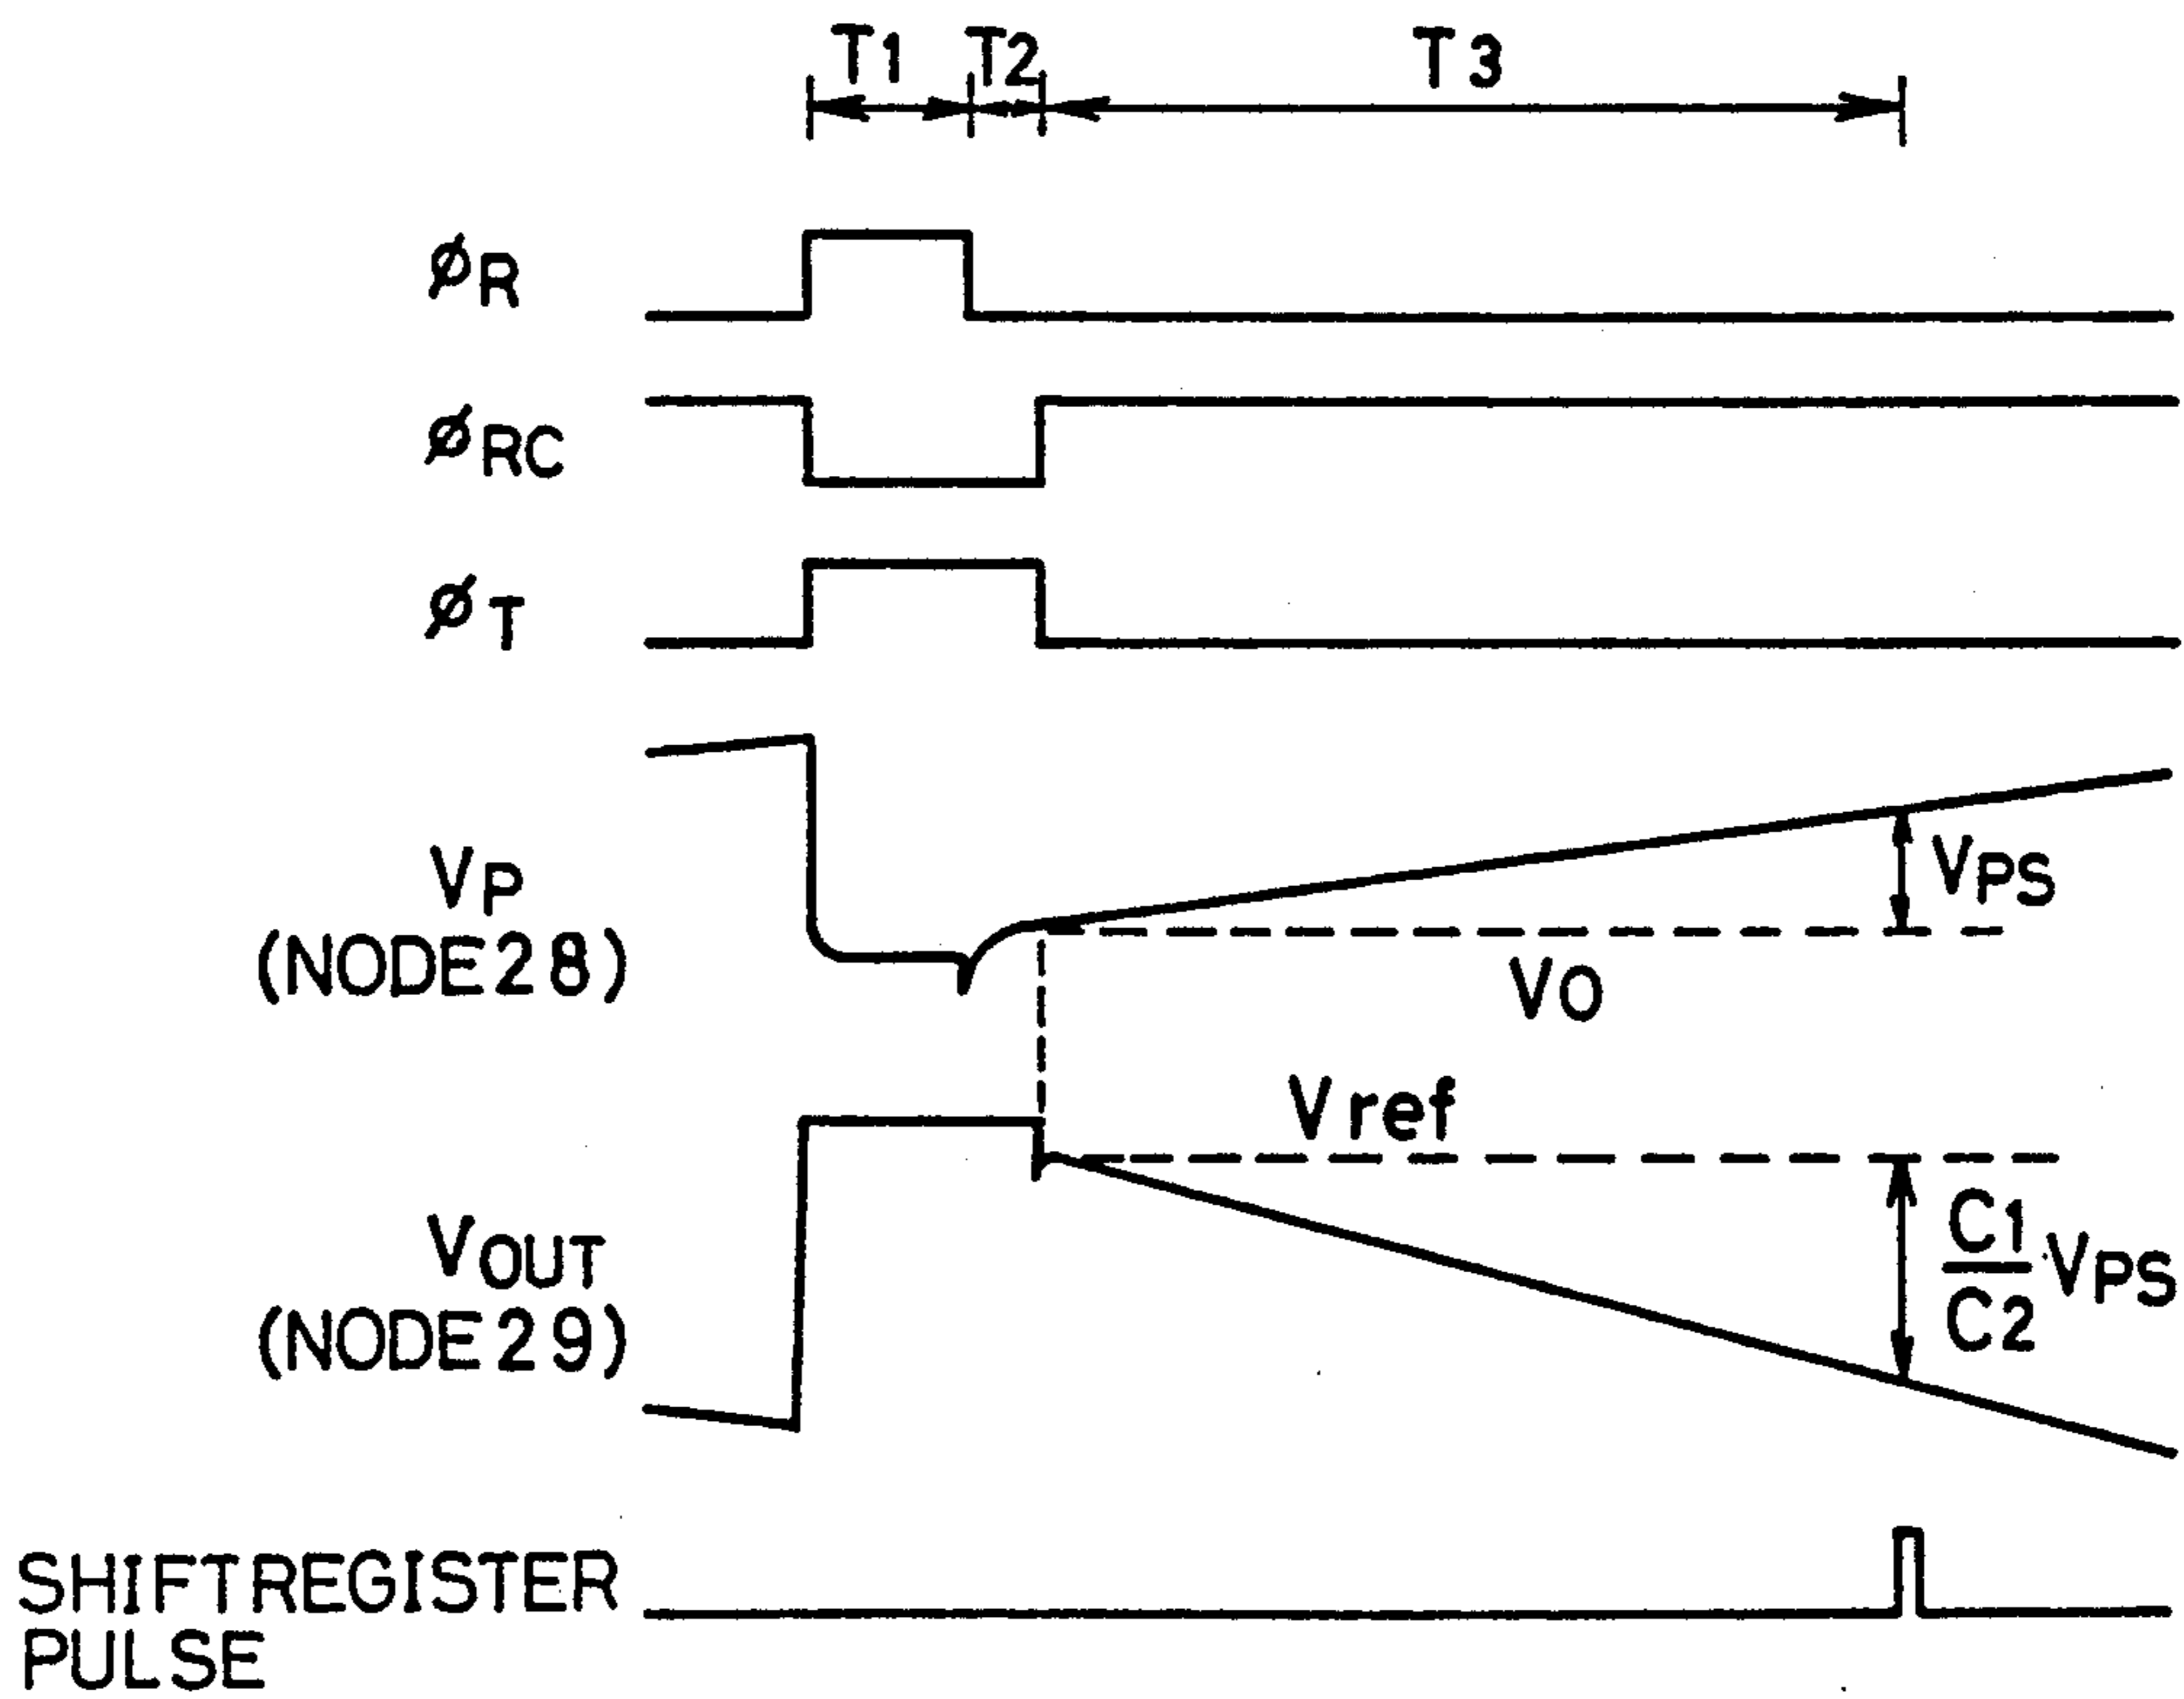 T1 T2 T3
øR
øRC
øT
VP
(NODE28)
VPS
VO
Vref
VOUT
(NODE29)
C1
C2
·VPS
SHIFTREGISTER
PULSE